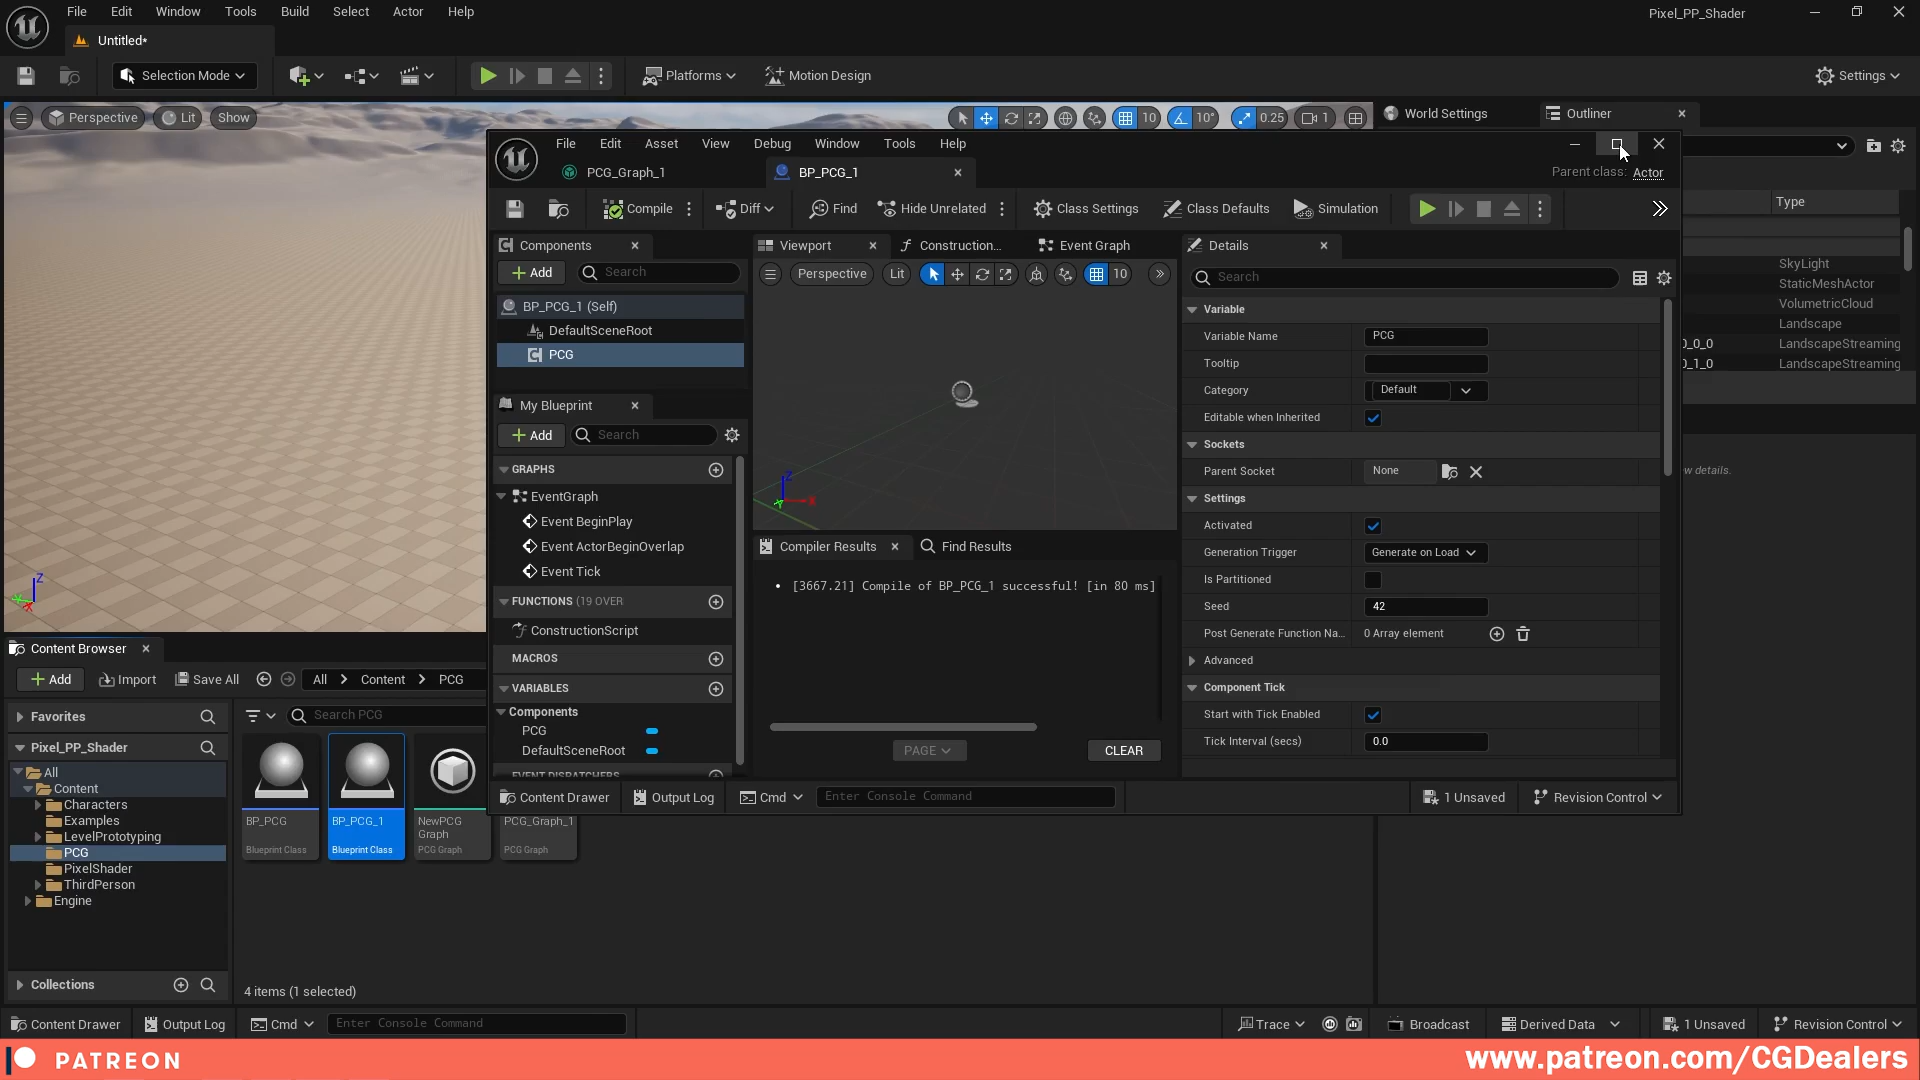 File Edit Window Tools Build Select Actor Help
Pixel_PP_Shader
Untitled*
Selection Mode
Platforms
Motion Design
Settings
Perspective
Lit
Show
10
10°
0.25
1
World Settings
Outliner
File Edit Asset View Debug Window Tools Help
PCG_Graph_1
BP_PCG_1
Parent class: Actor
Compile
Diff
Find
Hide Unrelated
Class Settings
Class Defaults
Simulation
Type
Components
Viewport
Construction...
Event Graph
Details
Add
Search
Perspective
Lit
10
Search
SkyLight
StaticMeshActor
VolumetricCloud
Landscape
0_0_0 LandscapeStreaming
0_1_0 LandscapeStreaming
BP_PCG_1 (Self)
DefaultSceneRoot
PCG
Variable
Variable Name PCG
Tooltip
Category Default
Editable when Inherited
My Blueprint
Add
Search
Sockets
Parent Socket None
w details.
GRAPHS
EventGraph
Event BeginPlay
Event ActorBeginOverlap
Event Tick
Settings
Activated
Generation Trigger Generate on Load
Is Partitioned
Seed 42
Post Generate Function Na... 0 Array element
Advanced
Compiler Results
Find Results
• [3667.21] Compile of BP_PCG_1 successful! [in 80 ms]
Z
X
Y
FUNCTIONS (19 OVER
ConstructionScript
MACROS
VARIABLES
Components
PCG
DefaultSceneRoot
EVENT DISPATCHERS
Component Tick
Start with Tick Enabled
Tick Interval (secs) 0.0
PAGE
CLEAR
Content Drawer
Output Log
Cmd
Enter Console Command
1 Unsaved
Revision Control
Z
X
Y
Content Browser
Add
Import
Save All
All
Content
PCG
Favorites
Search PCG
Pixel_PP_Shader
All
Content
Characters
Examples
LevelPrototyping
PCG
PixelShader
ThirdPerson
Engine
Collections
BP_PCG
Blueprint Class
BP_PCG_1
Blueprint Class
NewPCG
Graph
PCG Graph
PCG_Graph_1
PCG Graph
4 items (1 selected)
Content Drawer
Output Log
Cmd
Enter Console Command
Trace
Broadcast
Derived Data
1 Unsaved
Revision Control
PATREON
www.patreon.com/CGDealers